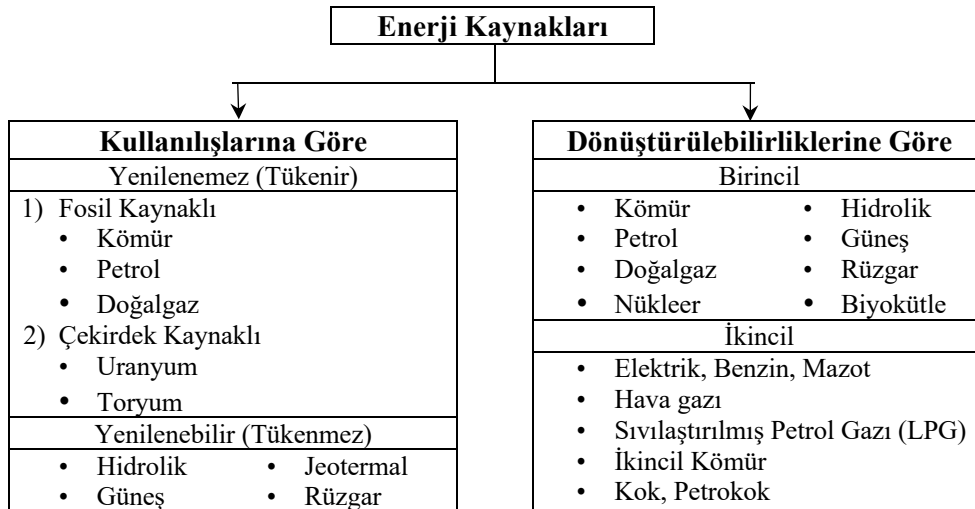 Enerji Kaynakları
Kullanılışlarına Göre
Yenilenemez (Tükenir)
1) Fosil Kaynaklı
• Kömür
• Petrol
• Doğalgaz
2) Çekirdek Kaynaklı
• Uranyum
• Toryum
Yenilenebilir (Tükenmez)
• Hidrolik • Jeotermal
• Güneş • Rüzgar
Dönüştürülebilirliklerine Göre
Birincil
• Kömür • Hidrolik
• Petrol • Güneş
• Doğalgaz • Rüzgar
• Nükleer • Biyokütle
İkincil
• Elektrik, Benzin, Mazot
• Hava gazı
• Sıvılaştırılmış Petrol Gazı (LPG)
• İkincil Kömür
• Kok, Petrokok